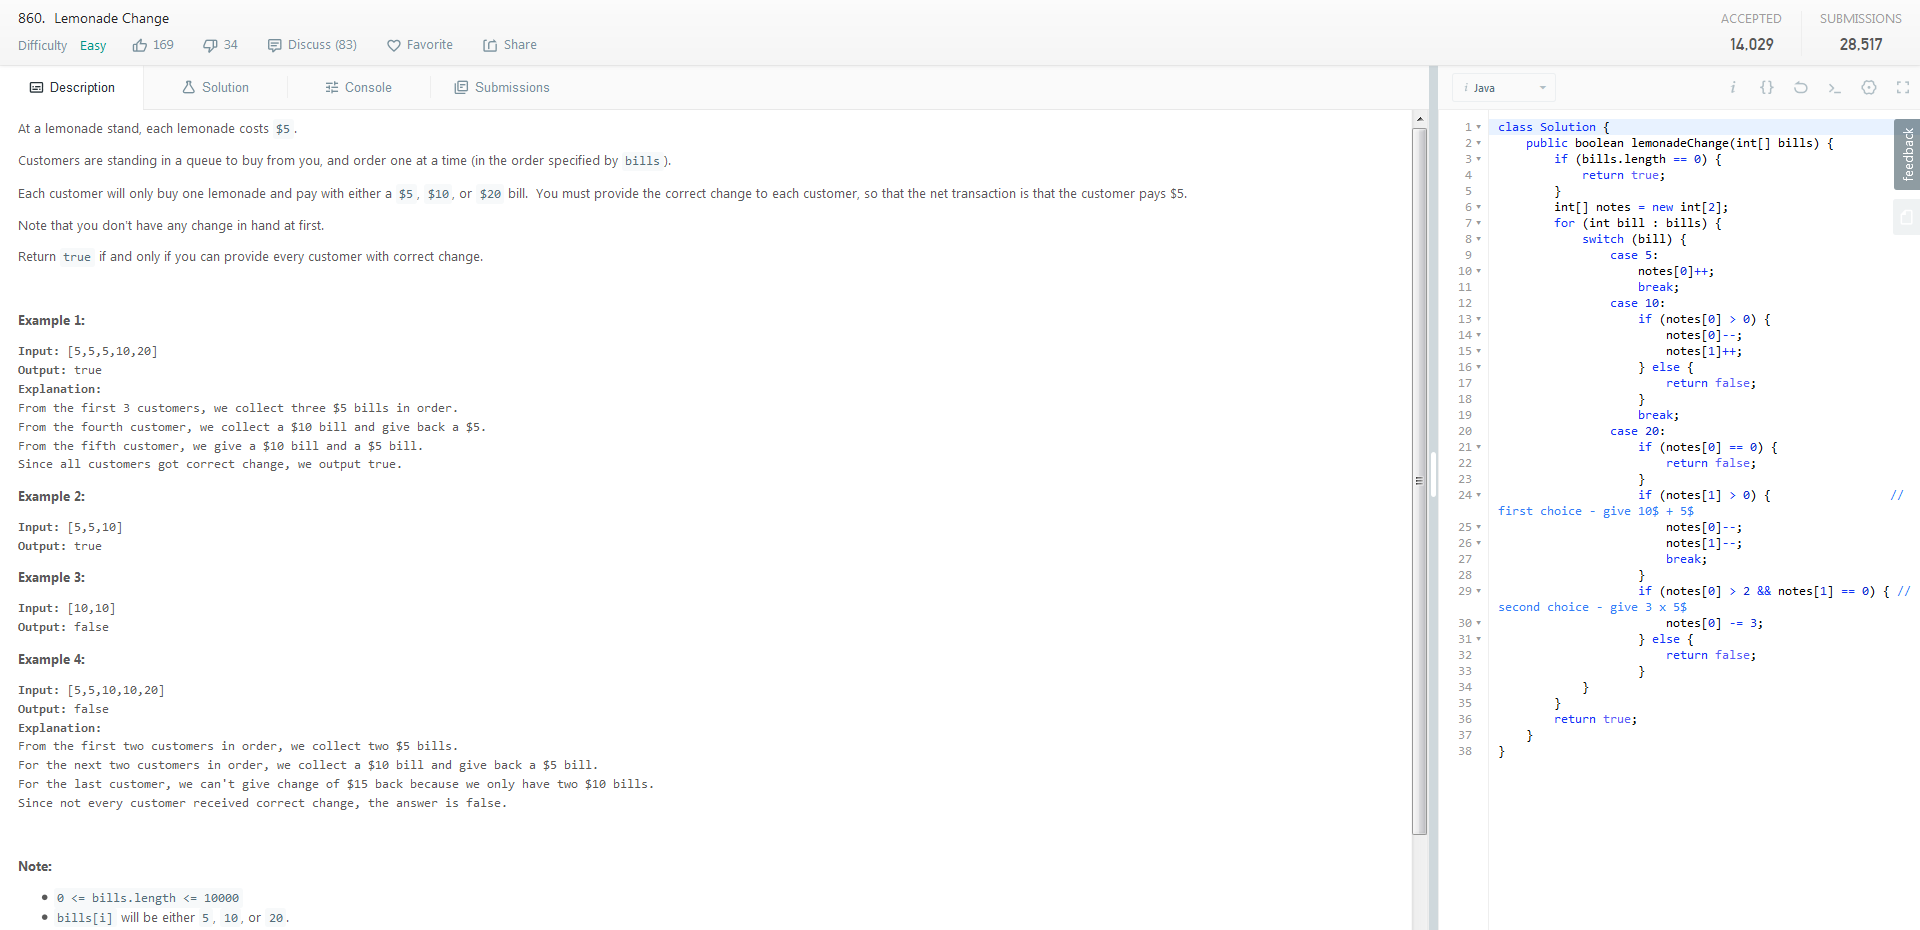 860. Lemonade Change
Difficulty Easy 169 34 Discuss (83) Favorite Share
ACCEPTED SUBMISSIONS
14,029 28,517
Description Solution Console Submissions
At a lemonade stand, each lemonade costs $5 .
Customers are standing in a queue to buy from you, and order one at a time (in the order specified by bills ).
Each customer will only buy one lemonade and pay with either a $5 , $10 , or $20 bill. You must provide the correct change to each customer, so that the net transaction is that the customer pays $5.
Note that you don't have any change in hand at first.
Return true if and only if you can provide every customer with correct change.
Example 1:
Input: [5,5,5,10,20]
Output: true
Explanation:
From the first 3 customers, we collect three $5 bills in order.
From the fourth customer, we collect a $10 bill and give back a $5.
From the fifth customer, we give a $10 bill and a $5 bill.
Since all customers got correct change, we output true.
Example 2:
Input: [5,5,10]
Output: true
Example 3:
Input: [10,10]
Output: false
Example 4:
Input: [5,5,10,10,20]
Output: false
Explanation:
From the first two customers in order, we collect two $5 bills.
For the next two customers in order, we collect a $10 bill and give back a $5 bill.
For the last customer, we can't give change of $15 back because we only have two $10 bills.
Since not every customer received correct change, the answer is false.
Note:
• 0 <= bills.length <= 10000
• bills[i] will be either 5 , 10 , or 20 .
i Java i {} >_
feedback
1 class Solution {
2 public boolean lemonadeChange(int[] bills) {
3 if (bills.length == 0) {
4 return true;
5 }
6 int[] notes = new int[2];
7 for (int bill : bills) {
8 switch (bill) {
9 case 5:
10 notes[0]++;
11 break;
12 case 10:
13 if (notes[0] > 0) {
14 notes[0]--;
15 notes[1]++;
16 } else {
17 return false;
18 }
19 break;
20 case 20:
21 if (notes[0] == 0) {
22 return false;
23 }
24 if (notes[1] > 0) { //
first choice - give 10$ + 5$
25 notes[0]--;
26 notes[1]--;
27 break;
28 }
29 if (notes[0] > 2 && notes[1] == 0) { //
second choice - give 3 x 5$
30 notes[0] -= 3;
31 } else {
32 return false;
33 }
34 }
35 }
36 return true;
37 }
38 }